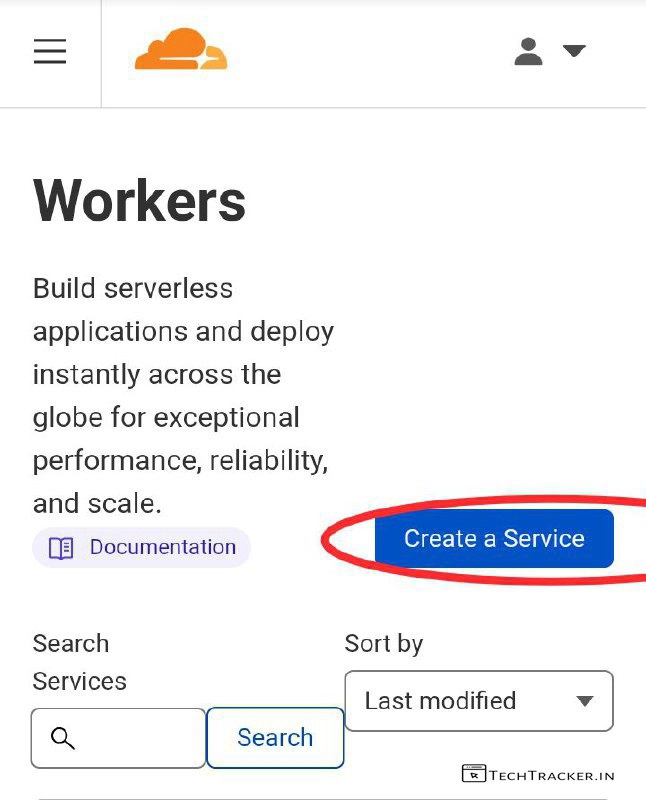 Workers
Build serverless
applications and deploy
instantly across the
globe for exceptional
performance, reliability,
and scale.
Documentation
Create a Service
Search
Services
Search
Sort by
Last modified
TECHTRACKER.IN